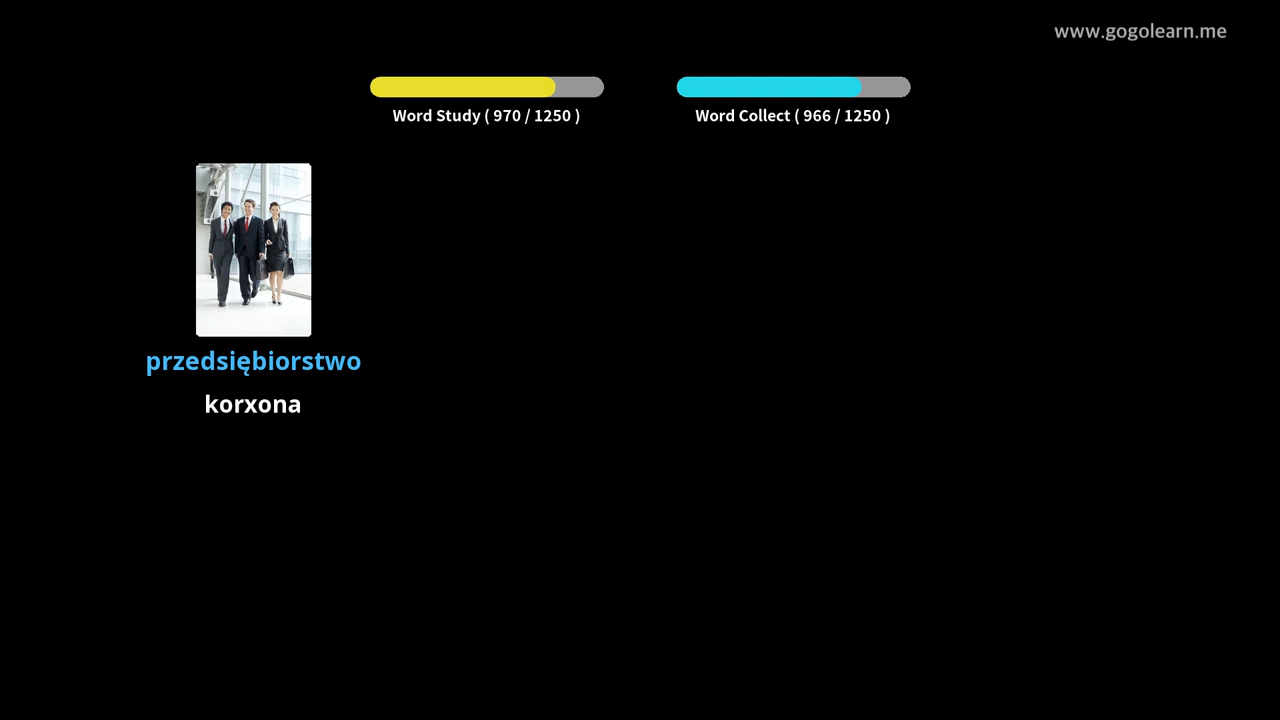 www.gogolearn.me
Word Study ( 970 / 1250 )
Word Collect ( 966 / 1250 )
przedsiębiorstwo
korxona